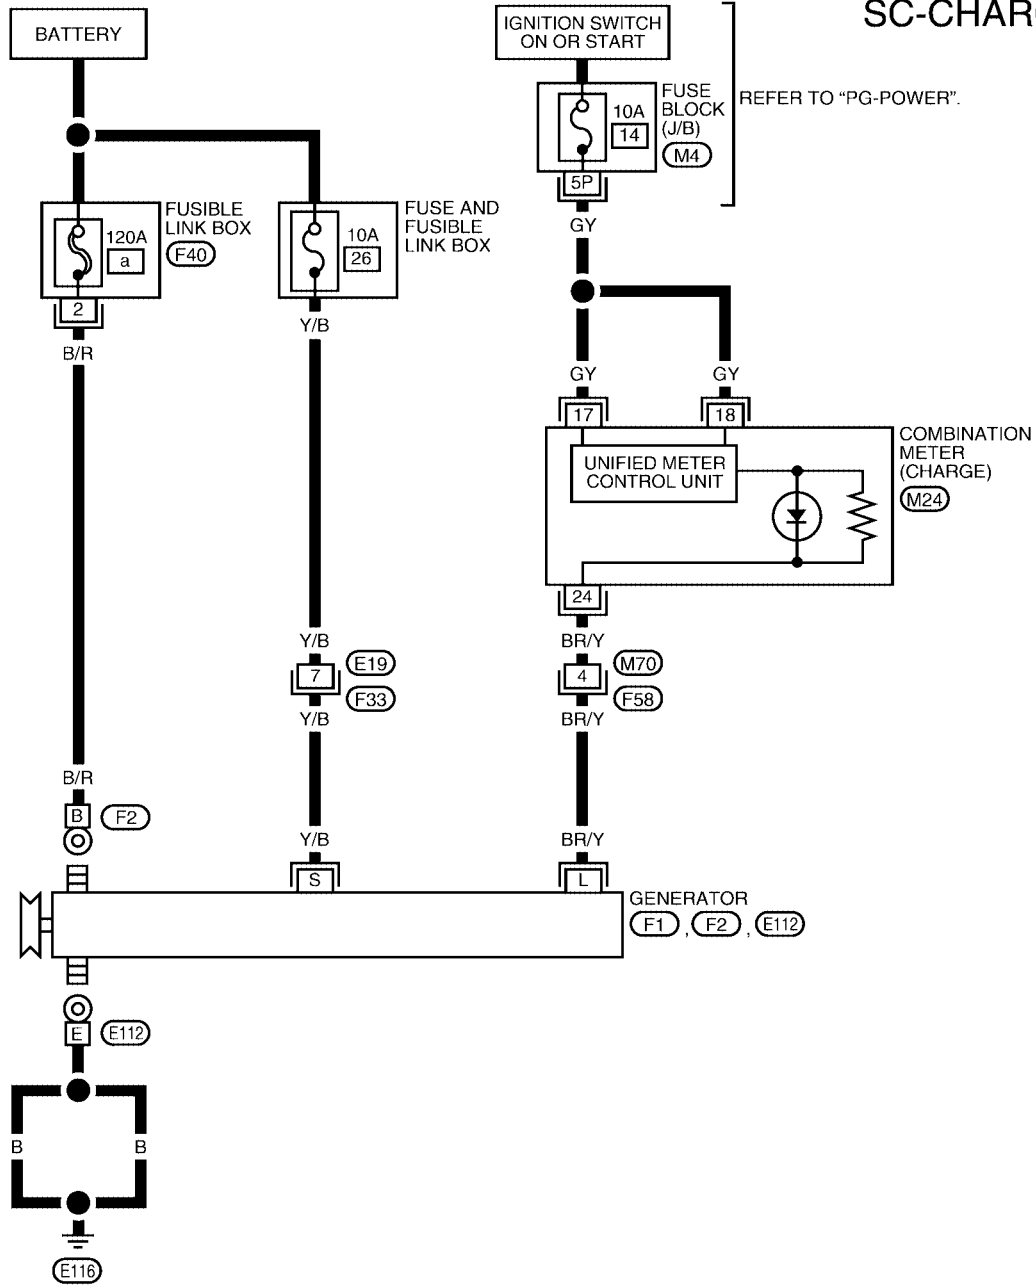 SC-CHAR
BATTERY
IGNITION SWITCH
ON OR START
10A
14
FUSE
BLOCK
(J/B)
M4
REFER TO “PG-POWER”.
5P
GY
120A
a
FUSIBLE
LINK BOX
F40
10A
26
FUSE AND
FUSIBLE
LINK BOX
2
B/R
Y/B
GY
GY
17
18
UNIFIED METER
CONTROL UNIT
COMBINATION
METER
(CHARGE)
M24
24
Y/B
7
E19
F33
Y/B
BR/Y
4
M70
F58
BR/Y
B/R
B
F2
Y/B
S
BR/Y
L
GENERATOR
F1 , F2 , E112
E
E112
B
B
E116